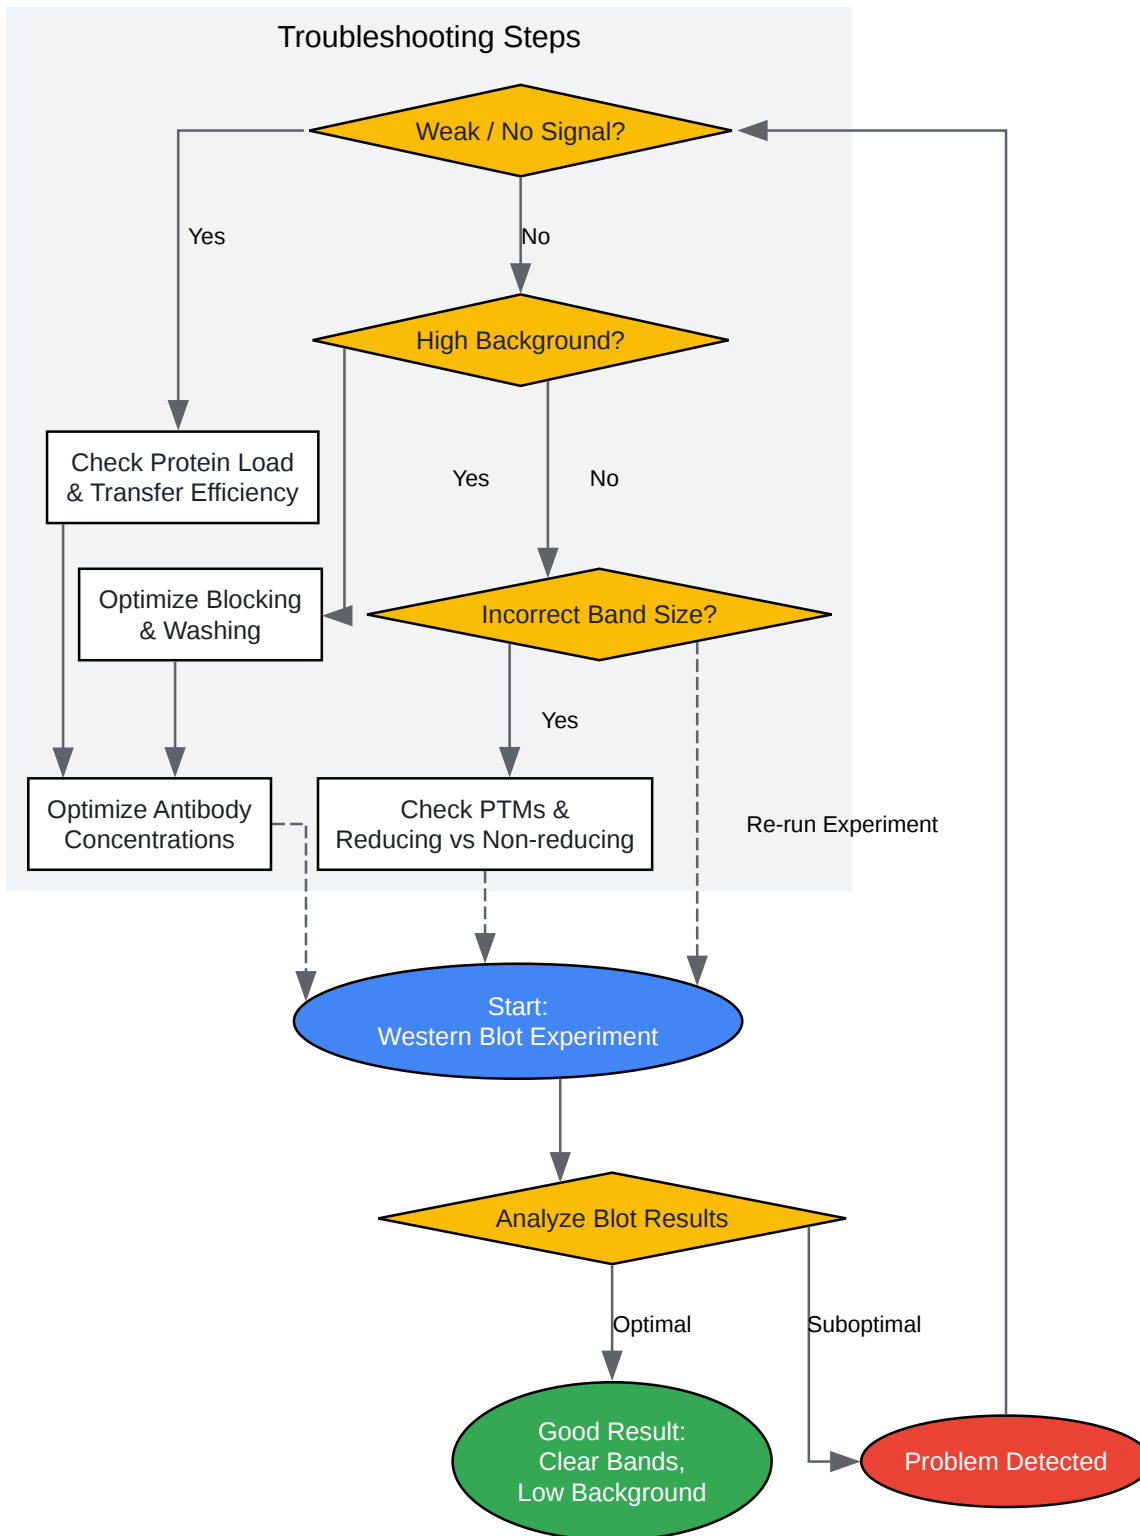 Troubleshooting Steps
Weak / No Signal?
Yes
No
High Background?
Check Protein Load
& Transfer Efficiency
Yes
No
Optimize Blocking
& Washing
Incorrect Band Size?
Yes
Optimize Antibody
Concentrations
Check PTMs &
Reducing vs Non-reducing
Re-run Experiment
Start:
Western Blot Experiment
Analyze Blot Results
Optimal
Suboptimal
Good Result:
Clear Bands,
Low Background
Problem Detected